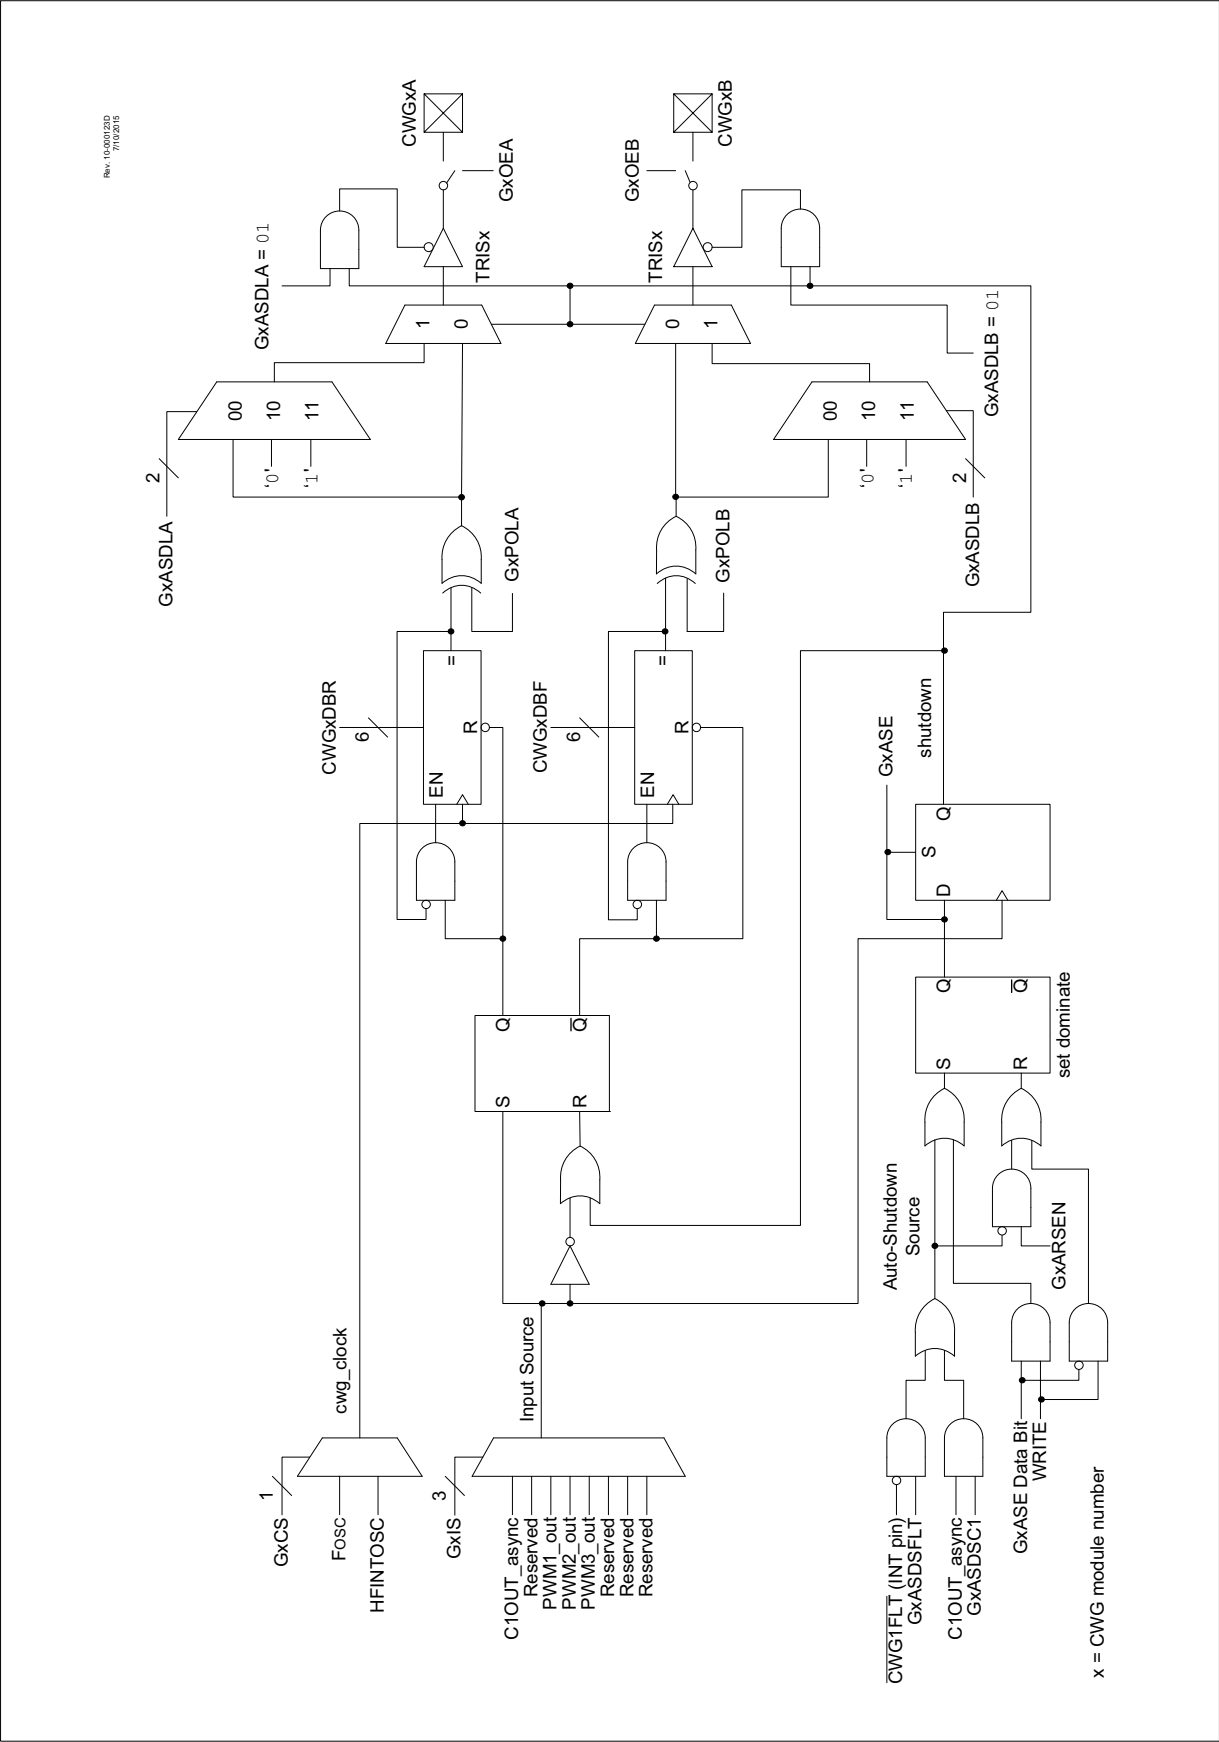 Rev. 10-000123D
7/10/2015
GxCS
1
FOSC
HFINTOSC
cwg_clock
GxIS
3
C1OUT_async
Reserved
PWM1_out
PWM2_out
PWM3_out
Reserved
Reserved
Reserved
Input Source
S
R
Q
Q
EN
R
=
CWGxDBR
6
EN
R
=
CWGxDBF
6
GxPOLA
GxPOLB
GxASDLA
2
00
10
11
‘0'
‘1'
GxASDLA = 01
1
0
TRISx
GxOEA
CWGxA
0
1
TRISx
GxOEB
CWGxB
GxASDLB
2
00
10
11
‘0'
‘1'
GxASDLB = 01
CWG1FLT (INT pin)
GxASDSFLT
C1OUT_async
GxASDSC1
Auto-Shutdown
Source
GxASE Data Bit
WRITE
GxARSEN
S
R
Q
Q
set dominate
GxASE
D
S
Q
shutdown
x = CWG module number